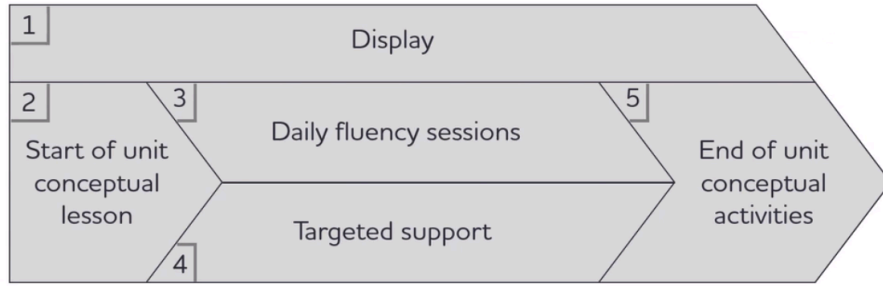 1
Display
2
Start of unit
conceptual
lesson
3
Daily fluency sessions
4
Targeted support
5
End of unit
conceptual
activities